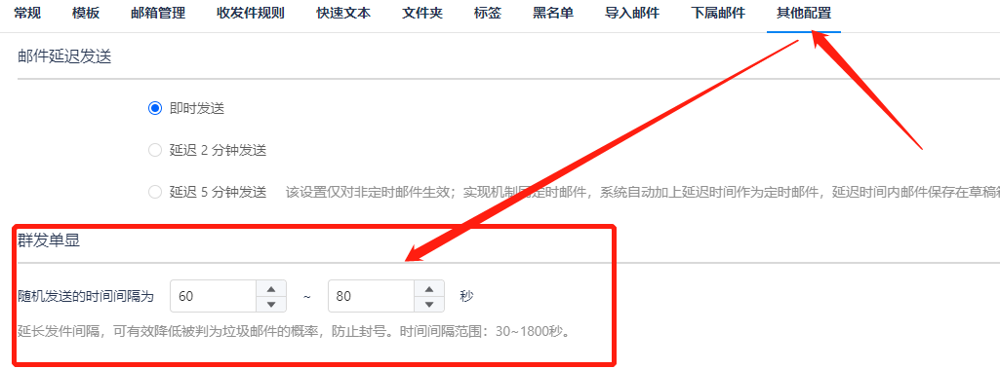 常规 模板 邮箱管理 收发件规则 快速文本 文件夹 标签 黑名单 导入邮件 下属邮件 其他配置
邮件延迟发送
即时发送
延迟 2 分钟发送
延迟 5 分钟发送 该设置仅对非定时邮件生效；实现机制 定时邮件，系统自动加上延迟时间作为定时邮件，延迟时间内邮件保存在草稿
群发单显
随机发送的时间间隔为 60 ~ 80 秒
延长发件间隔，可有效降低被判为垃圾邮件的概率，防止封号。时间间隔范围：30~1800秒。